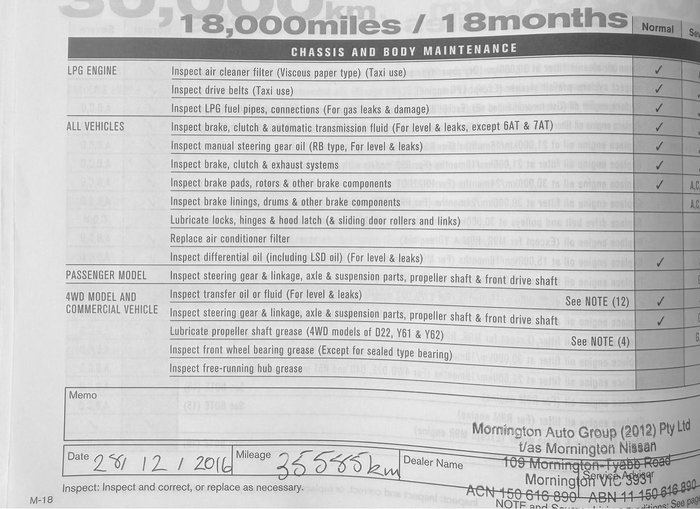 30,000km
18,000miles / 18months Normal
CHASSIS AND BODY MAINTENANCE
LPG ENGINE Inspect air cleaner filter (Viscous paper type) (Taxi use) ✓
Inspect drive belts (Taxi use) ✓
Inspect LPG fuel pipes, connections (For gas leaks & damage) ✓
ALL VEHICLES Inspect brake, clutch & automatic transmission fluid (For level & leaks, except 6AT & 7AT) ✓
Inspect manual steering gear oil (RB type, For level & leaks) ✓
Inspect brake, clutch & exhaust systems ✓
Inspect brake pads, rotors & other brake components ✓
Inspect brake linings, drums & other brake components
Lubricate locks, hinges & hood latch (& sliding door rollers and links)
Replace air conditioner filter
Inspect differential oil (including LSD oil) (For level & leaks) ✓
PASSENGER MODEL Inspect steering gear & linkage, axle & suspension parts, propeller shaft & front drive shaft
4WD MODEL AND Inspect transfer oil or fluid (For level & leaks) See NOTE (12) ✓
COMMERCIAL VEHICLE Inspect steering gear & linkage, axle & suspension parts, propeller shaft & front drive shaft ✓
Lubricate propeller shaft grease (4WD models of D22, Y61 & Y62) See NOTE (4)
Inspect front wheel bearing grease (Except for sealed type bearing)
Inspect free-running hub grease
Memo
Mornington Auto Group (2012) Pty Ltd
t/as Mornington Nissan
Date 28/ 12 / 2016 Mileage 35585km Dealer Name 109 Mornington-Tyabb Road
Mornington VIC 3931 Service Advisor
Inspect: Inspect and correct, or replace as necessary. ACN 150 616 890 ABN 11 150 616 890
M-18 NOTE